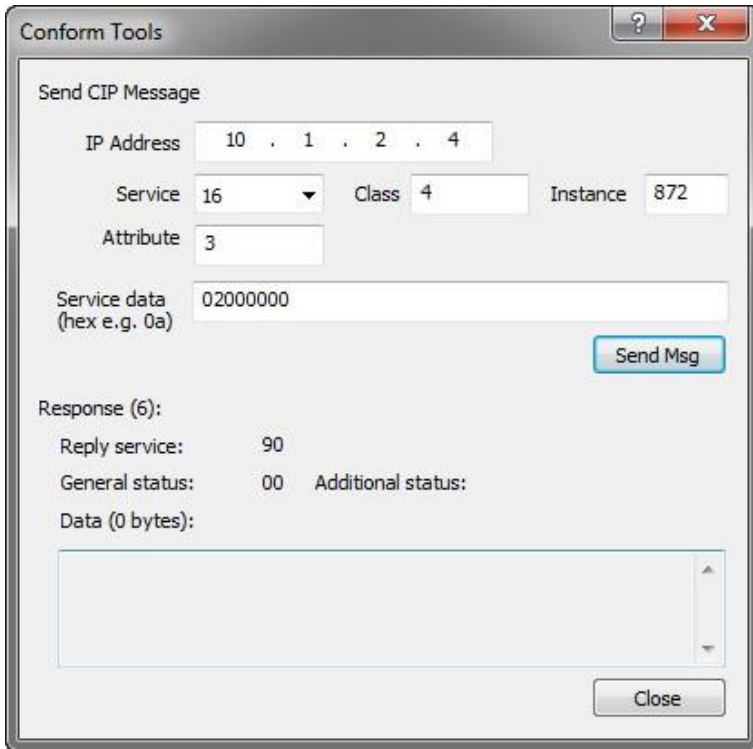 Conform Tools
?
X
Send CIP Message
IP Address 10 . 1 . 2 . 4
Service 16 Class 4 Instance 872
Attribute 3
Service data 02000000
(hex e.g. 0a)
Send Msg
Response (6):
Reply service: 90
General status: 00 Additional status:
Data (0 bytes):
Close